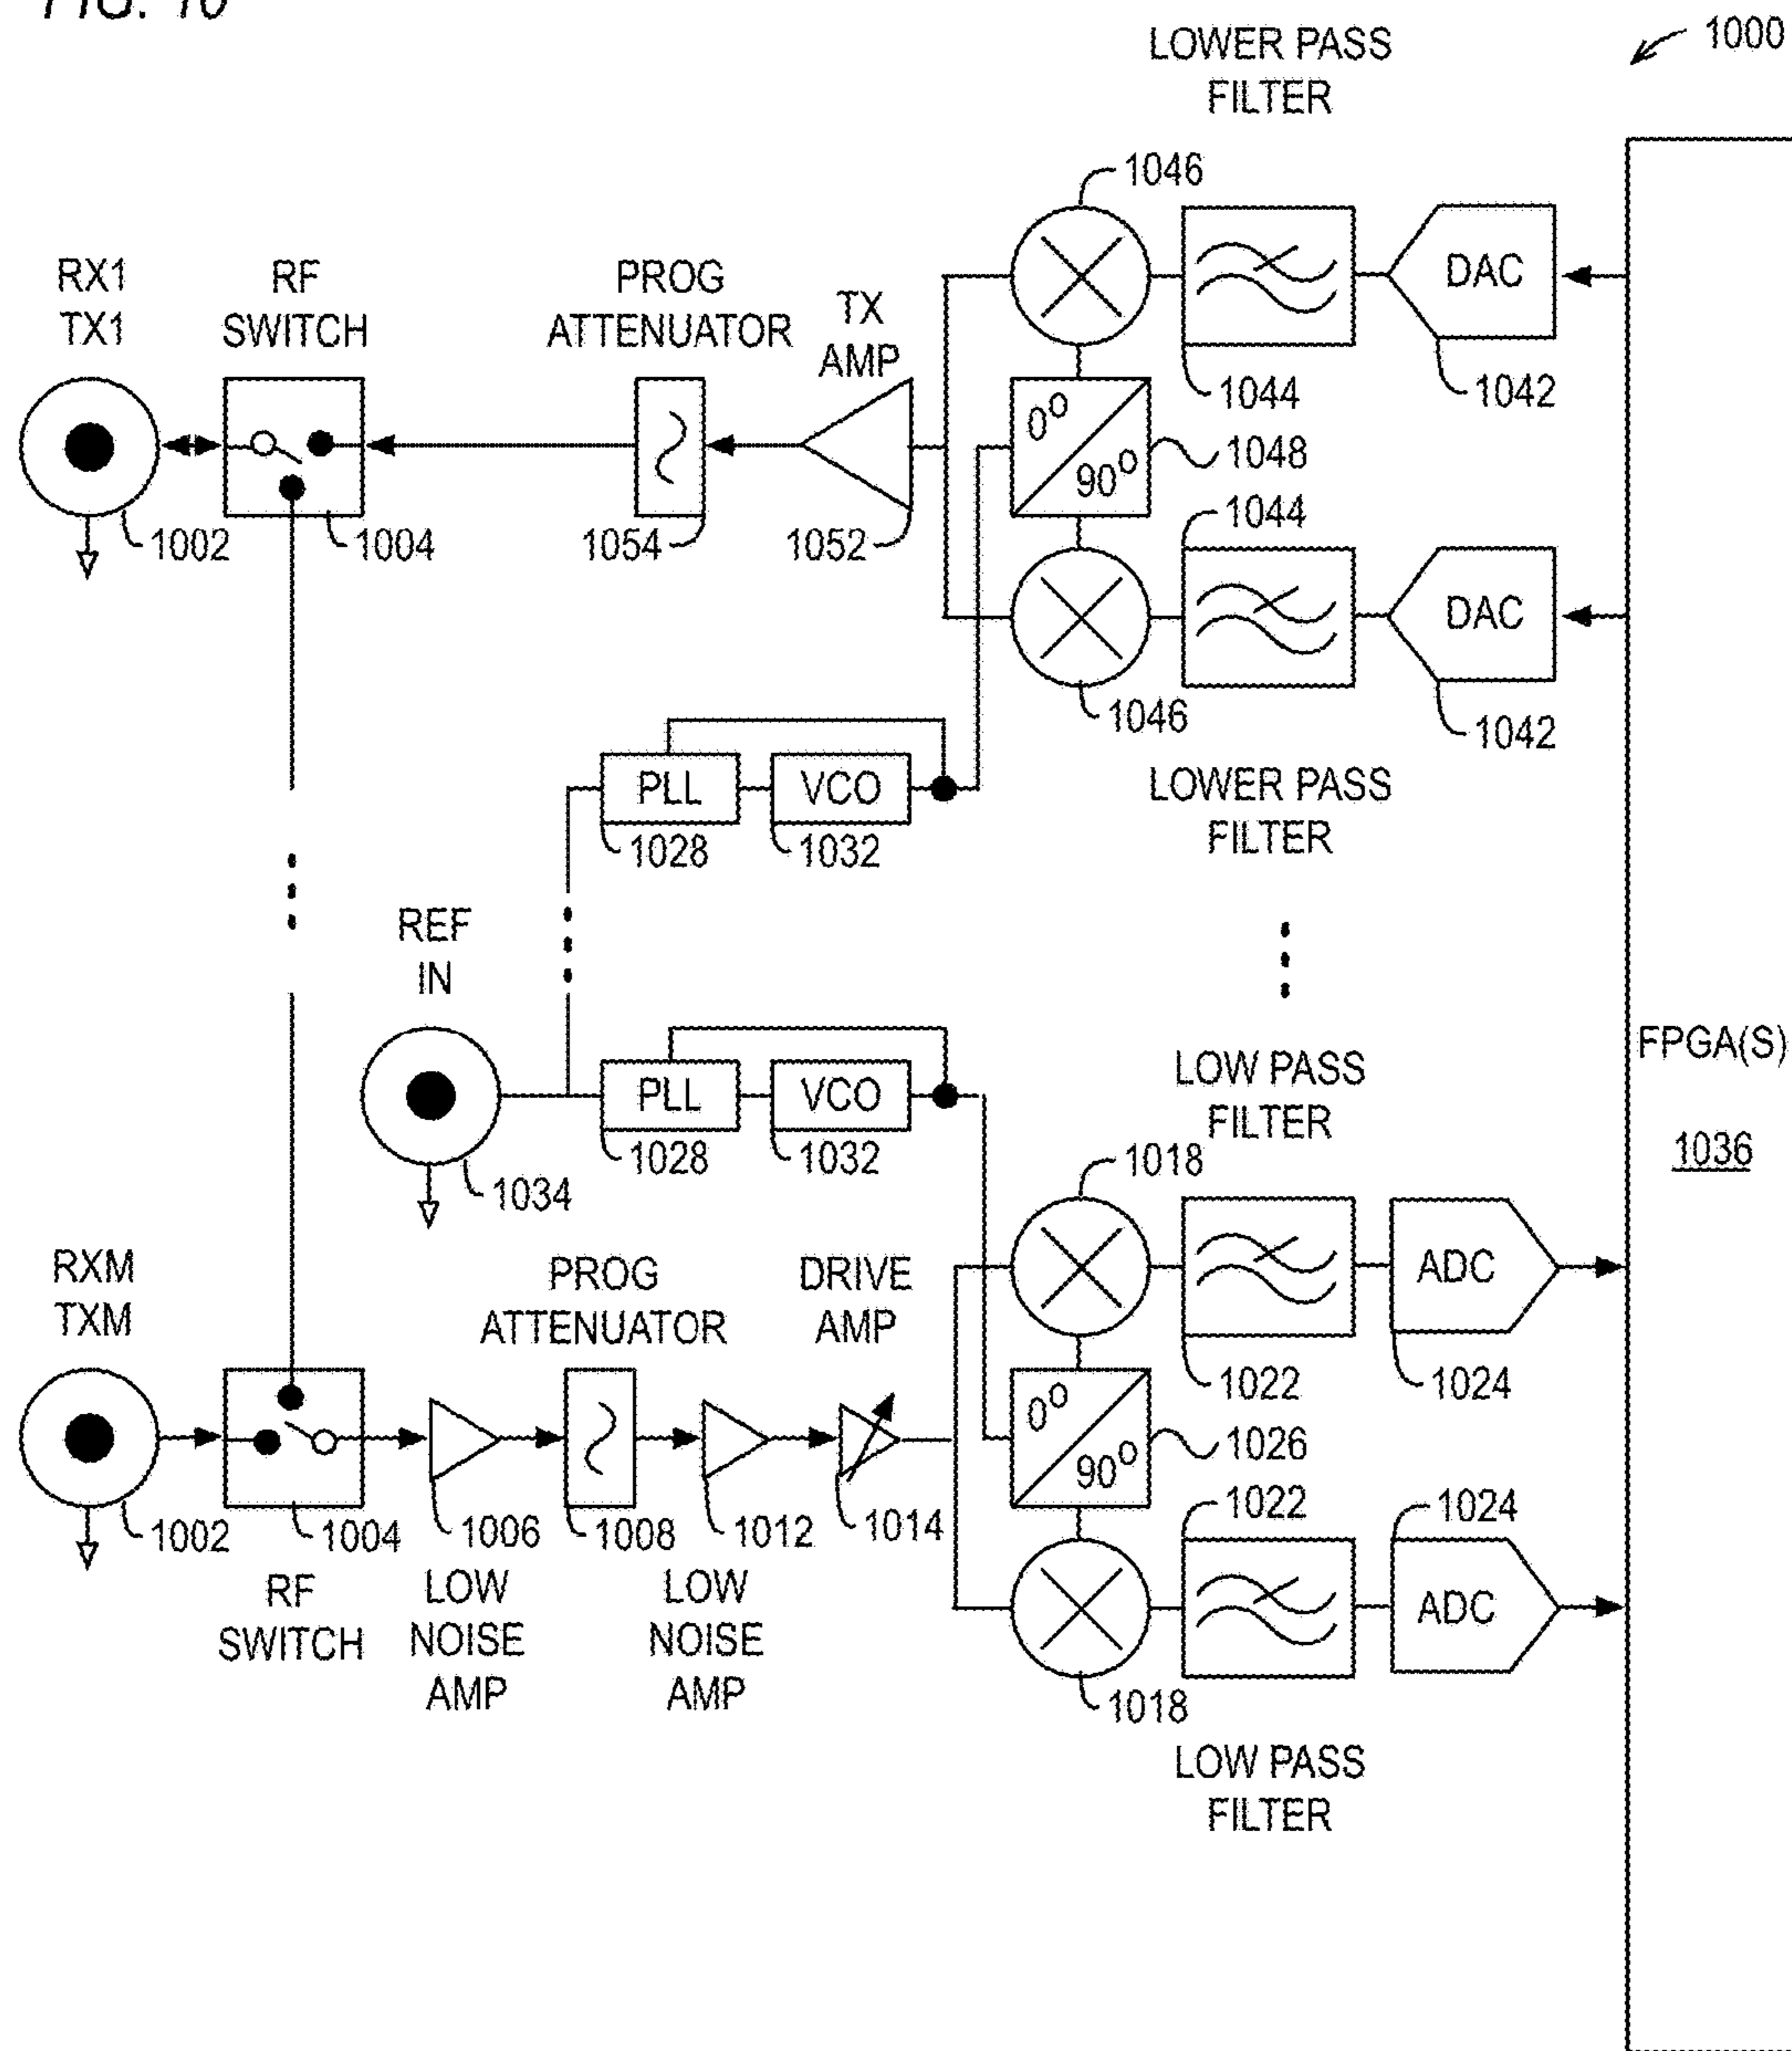 FIG. 10
1000
LOWER PASS
FILTER
1046
RX1
TX1
RF
SWITCH
PROG
ATTENUATOR
TX
AMP
DAC
1044
1042
0°
90°
1048
1002
1004
1054
1052
1044
DAC
1046
1042
LOWER PASS
FILTER
PLL
VCO
1028
1032
REF
IN
FPGA(S)
1036
LOW PASS
FILTER
PLL
VCO
1028
1032
1034
1018
RXM
TXM
PROG
ATTENUATOR
DRIVE
AMP
ADC
1022
1024
0°
90°
1026
1002
1004
1006
1008
1012
1014
1022
1024
RF
SWITCH
LOW
NOISE
AMP
LOW
NOISE
AMP
ADC
1018
LOW PASS
FILTER